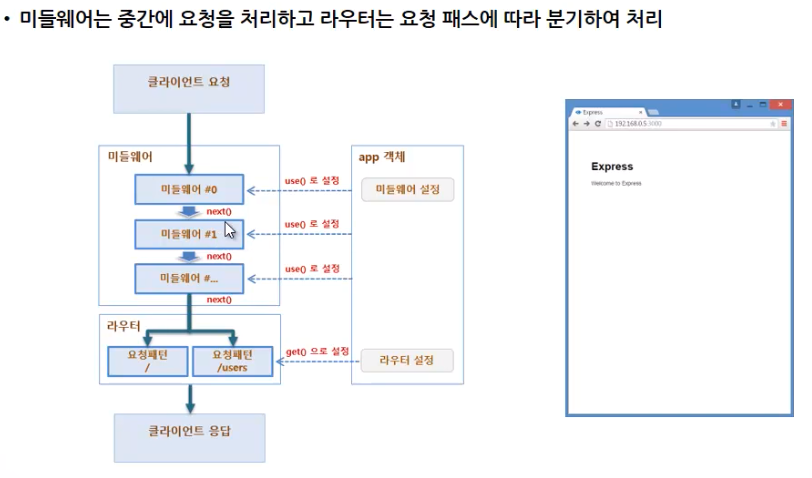 • 미들웨어는 중간에 요청을 처리하고 라우터는 요청 패스에 따라 분기하여 처리
클라이언트 요청
미들웨어
app 객체
미들웨어 #0
use() 로 설정
미들웨어 설정
next()
미들웨어 #1
use() 로 설정
next()
미들웨어 #...
use() 로 설정
next()
라우터
요청패턴
/
요청패턴
/users
get() 으로 설정
라우터 설정
클라이언트 응답
Express
192.168.0.5:3000
Express
Welcome to Express